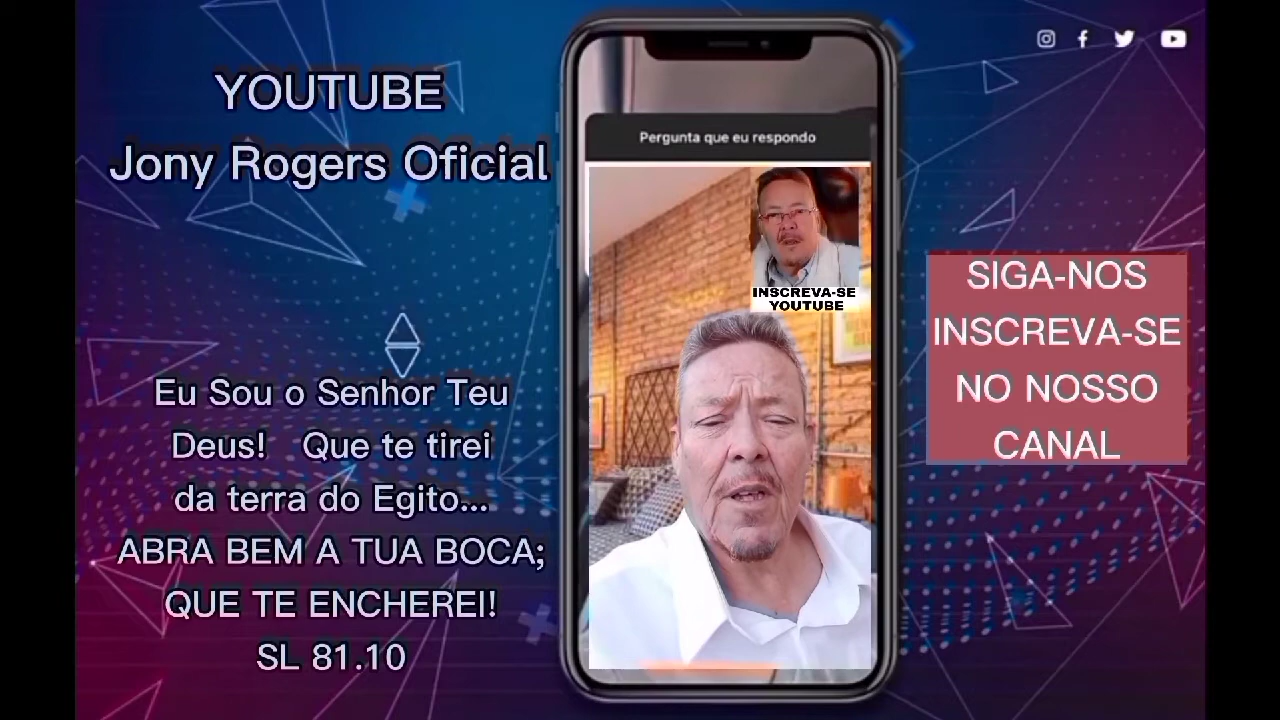 YOUTUBE
Jony Rogers Oficial
Eu Sou o Senhor Teu
Deus! Que te tirei
da terra do Egito...
ABRA BEM A TUA BOCA;
QUE TE ENCHEREI!
SL 81.10
Pergunta que eu respondo
INSCREVA-SE
YOUTUBE
SIGA-NOS
INSCREVA-SE
NO NOSSO
CANAL